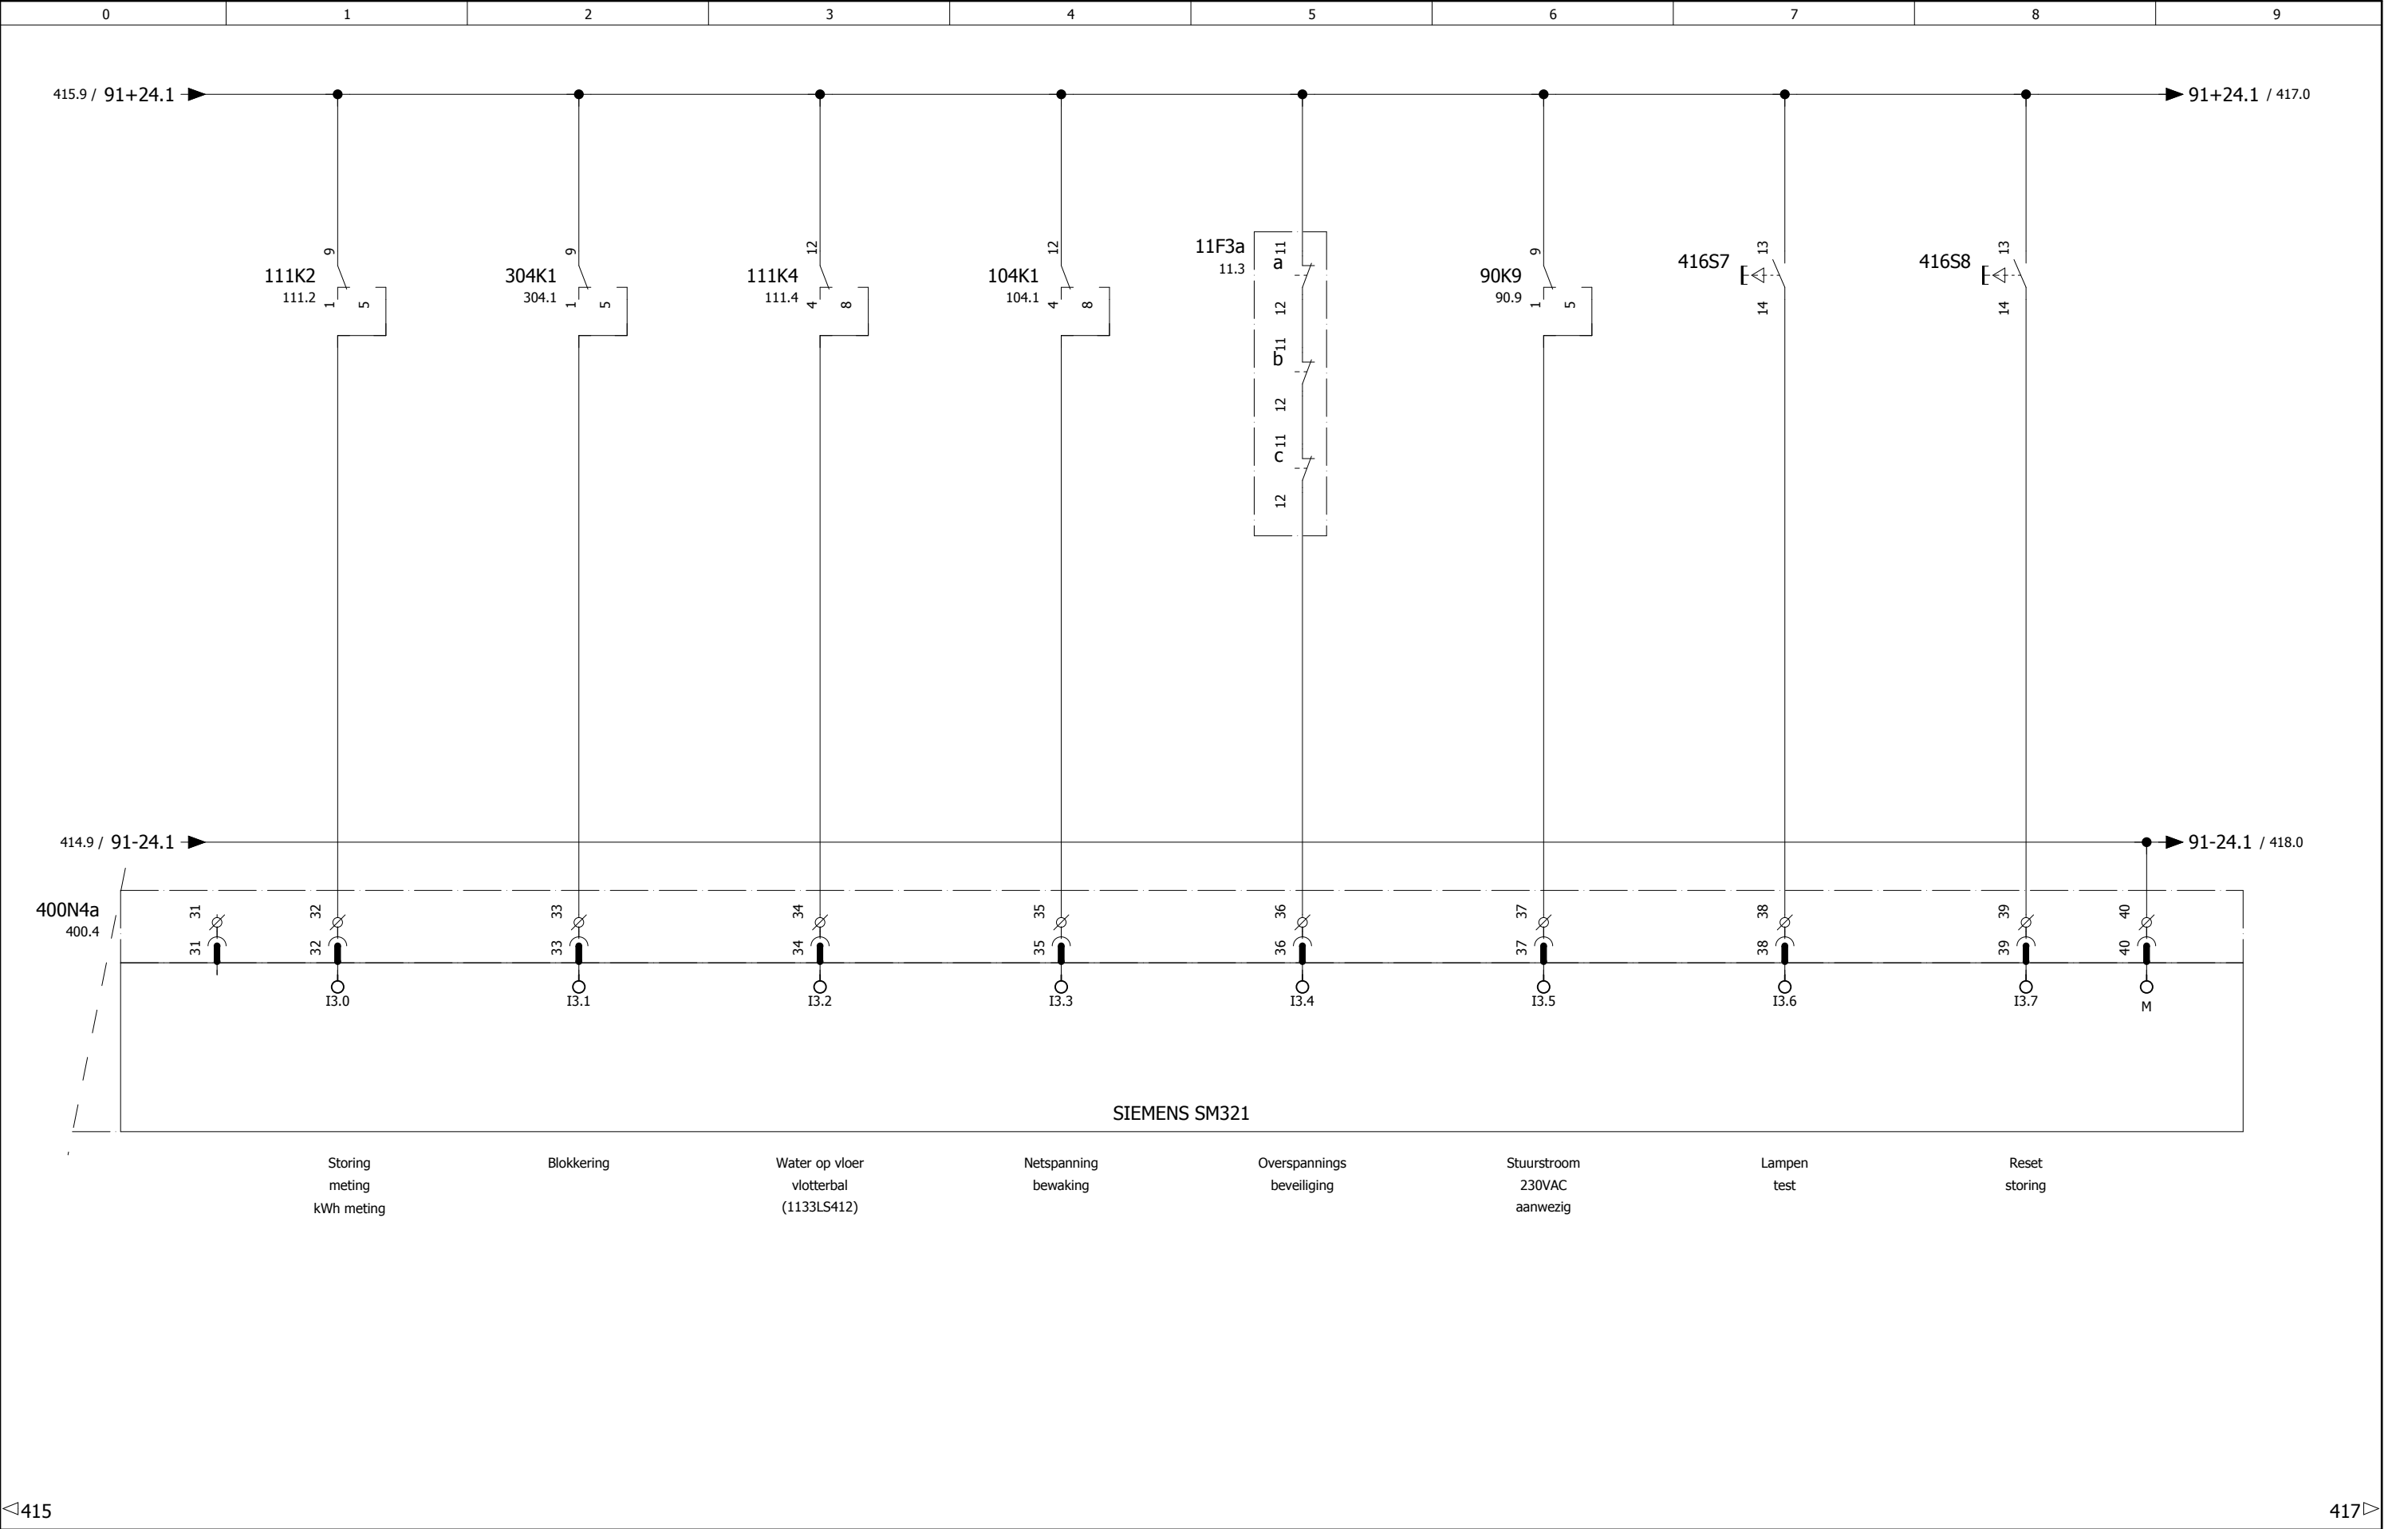 0 1 2 3 4 5 6 7 8 9
415.9 / 91+24.1 91+24.1 / 417.0
111K2
111.2
9
1 5
304K1
304.1
9
1 5
111K4
111.4
12
4 8
104K1
104.1
12
4 8
11F3a
11.3
11
a
12
11
b
12
11
c
12
90K9
90.9
9
1 5
416S7
13
14
416S8
13
14
414.9 / 91-24.1 91-24.1 / 418.0
400N4a
400.4
31 32 33 34 35 36 37 38 39 40
31 32 33 34 35 36 37 38 39 40
I3.0 I3.1 I3.2 I3.3 I3.4 I3.5 I3.6 I3.7 M
SIEMENS SM321
Storing
meting
kWh meting
Blokkering
Water op vloer
vlotterbal
(1133LS412)
Netspanning
bewaking
Overspannings
beveiliging
Stuurstroom
230VAC
aanwezig
Lampen
test
Reset
storing
415 417